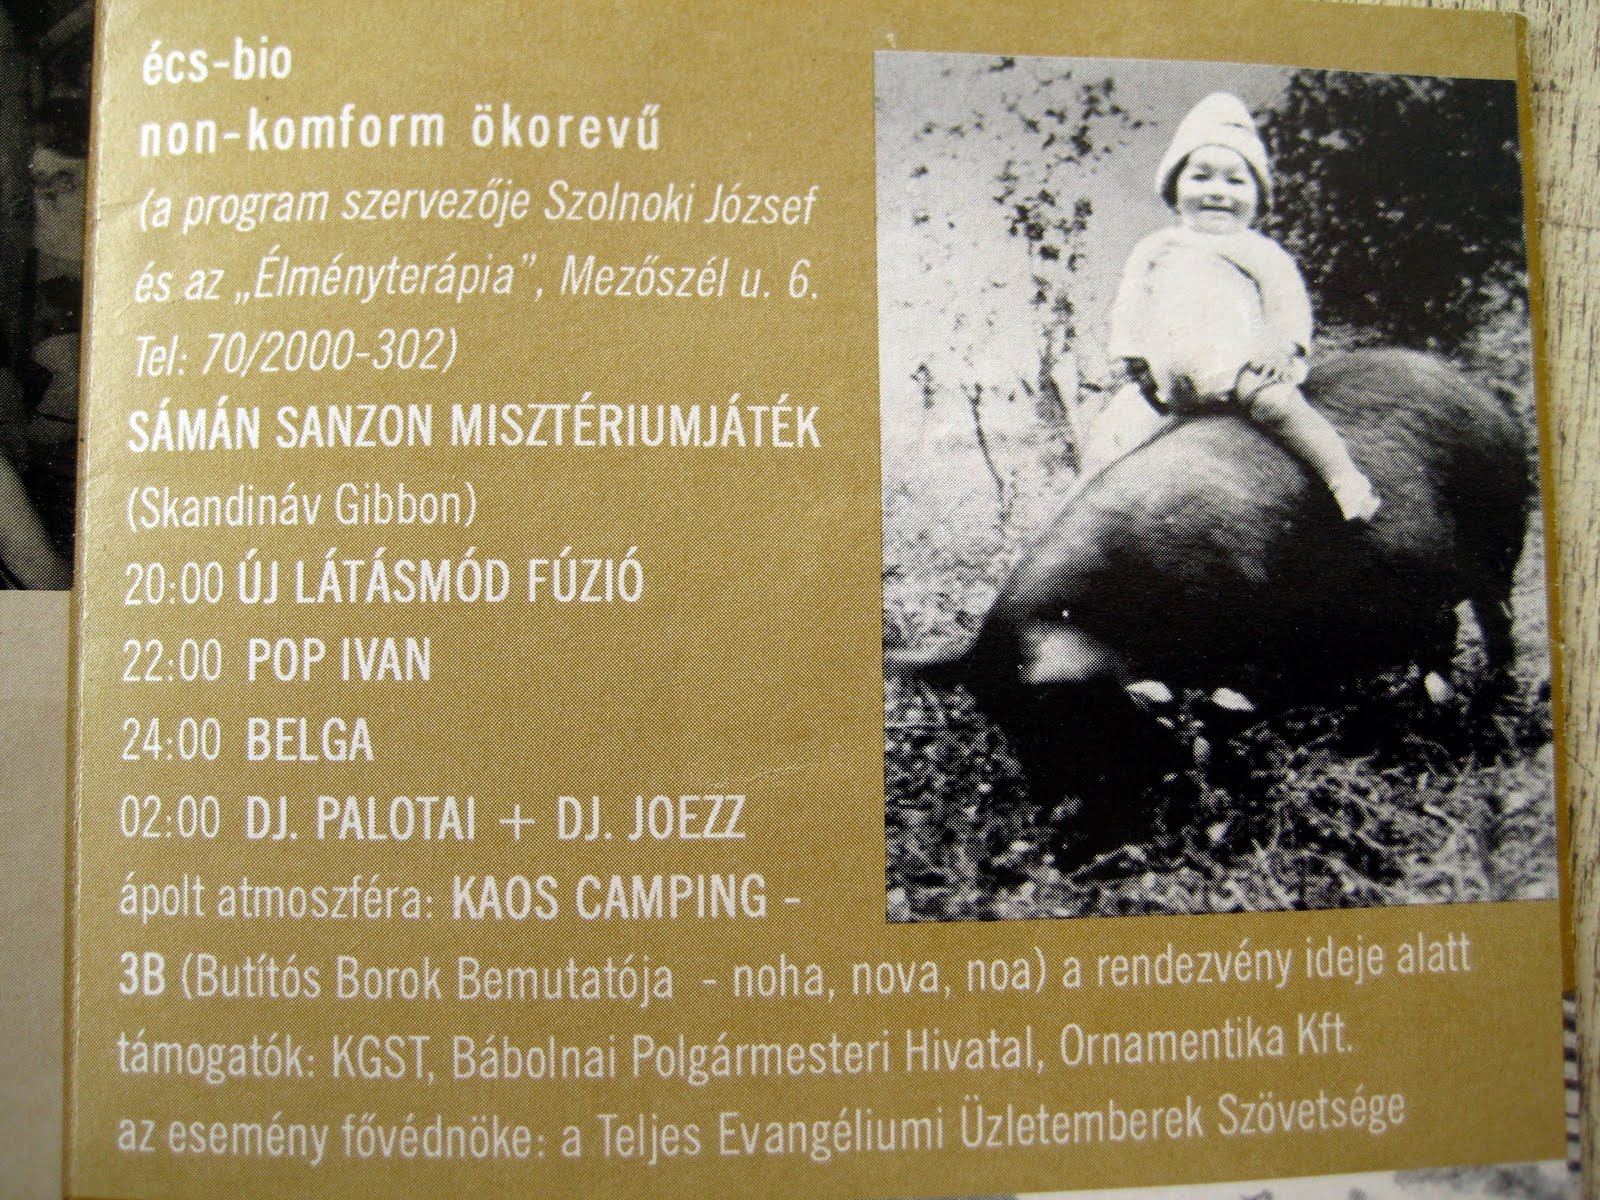 écs-bio
non-komform ökorevű
(a program szervezője Szolnoki József
és az „Élményterápia”, Mezőszél u. 6.
Tel: 70/2000-302)
SÁMÁN SANZON MISZTÉRIUMJÁTÉK
(Skandináv Gibbon)
20:00 ÚJ LÁTÁSMÓD FÚZIÓ
22:00 POP IVAN
24:00 BELGA
02:00 DJ. PALOTAI + DJ. JOEZZ
ápolt atmoszféra: KAOS CAMPING -
3B (Butítós Borok Bemutatója - noha, nova, noa) a rendezvény ideje alatt
támogatók: KGST, Bábolnai Polgármesteri Hivatal, Ornamentika Kft.
az esemény fővédnöke: a Teljes Evangéliumi Üzletemberek Szövetsége